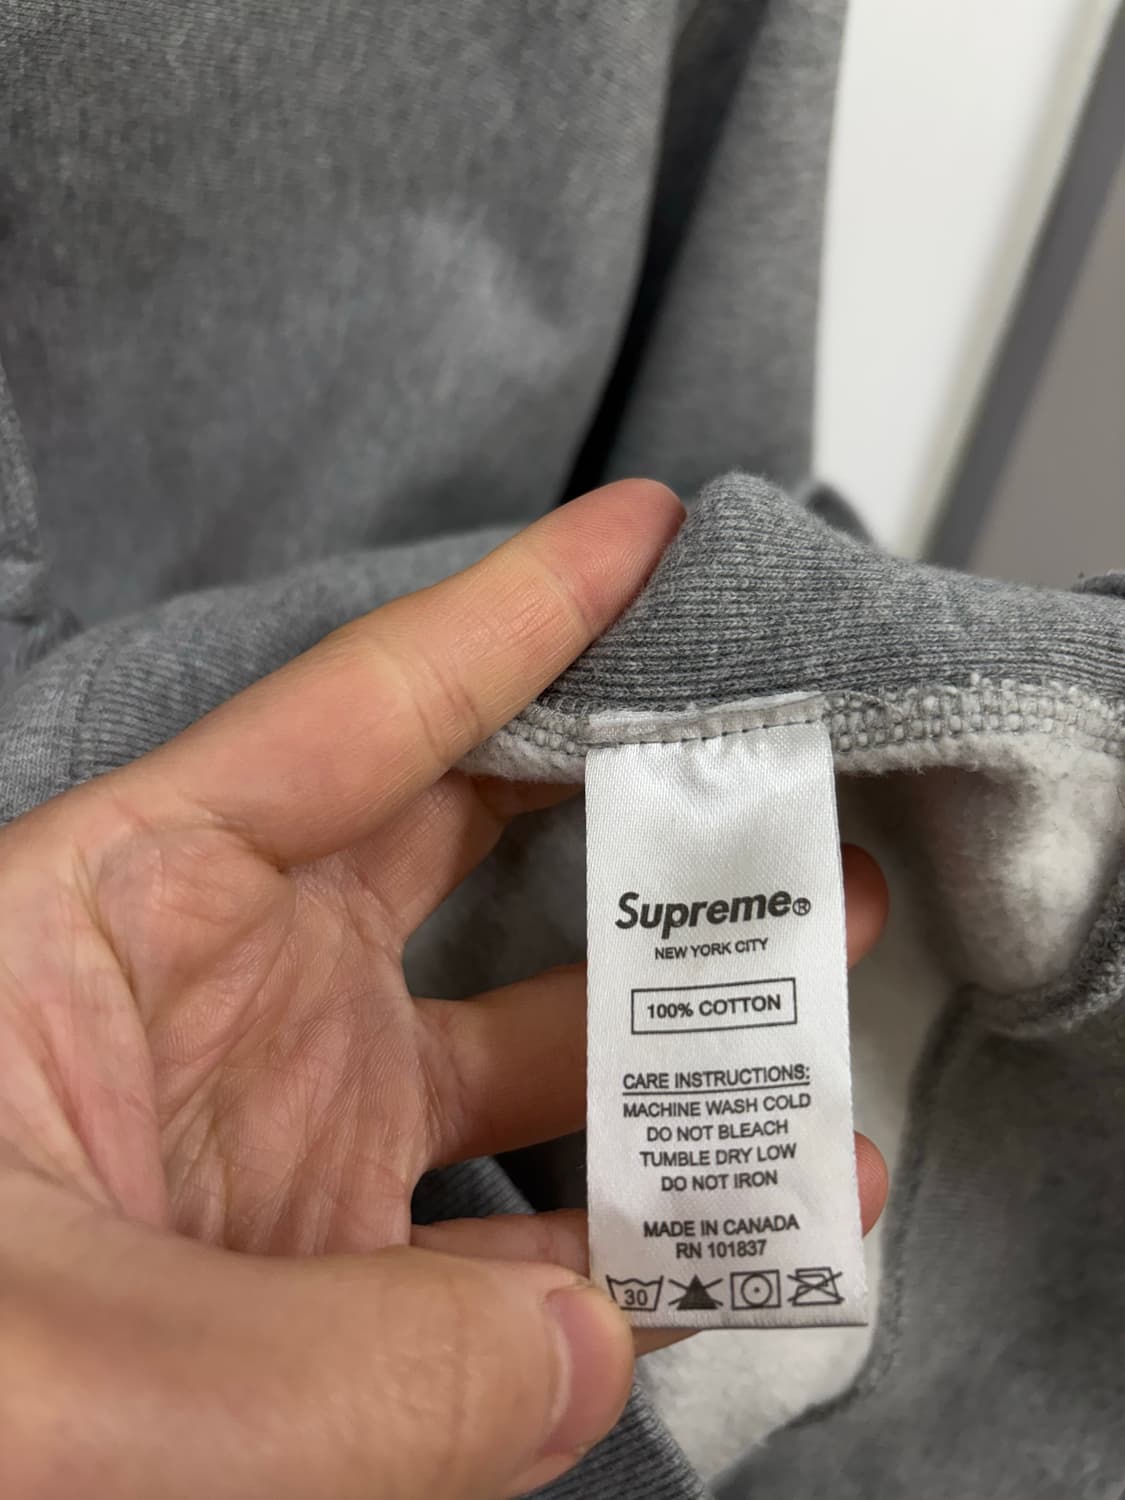 Supreme®
NEW YORK CITY
100% COTTON
CARE INSTRUCTIONS:
MACHINE WASH COLD
DO NOT BLEACH
TUMBLE DRY LOW
DO NOT IRON
MADE IN CANADA
RN 101837
30